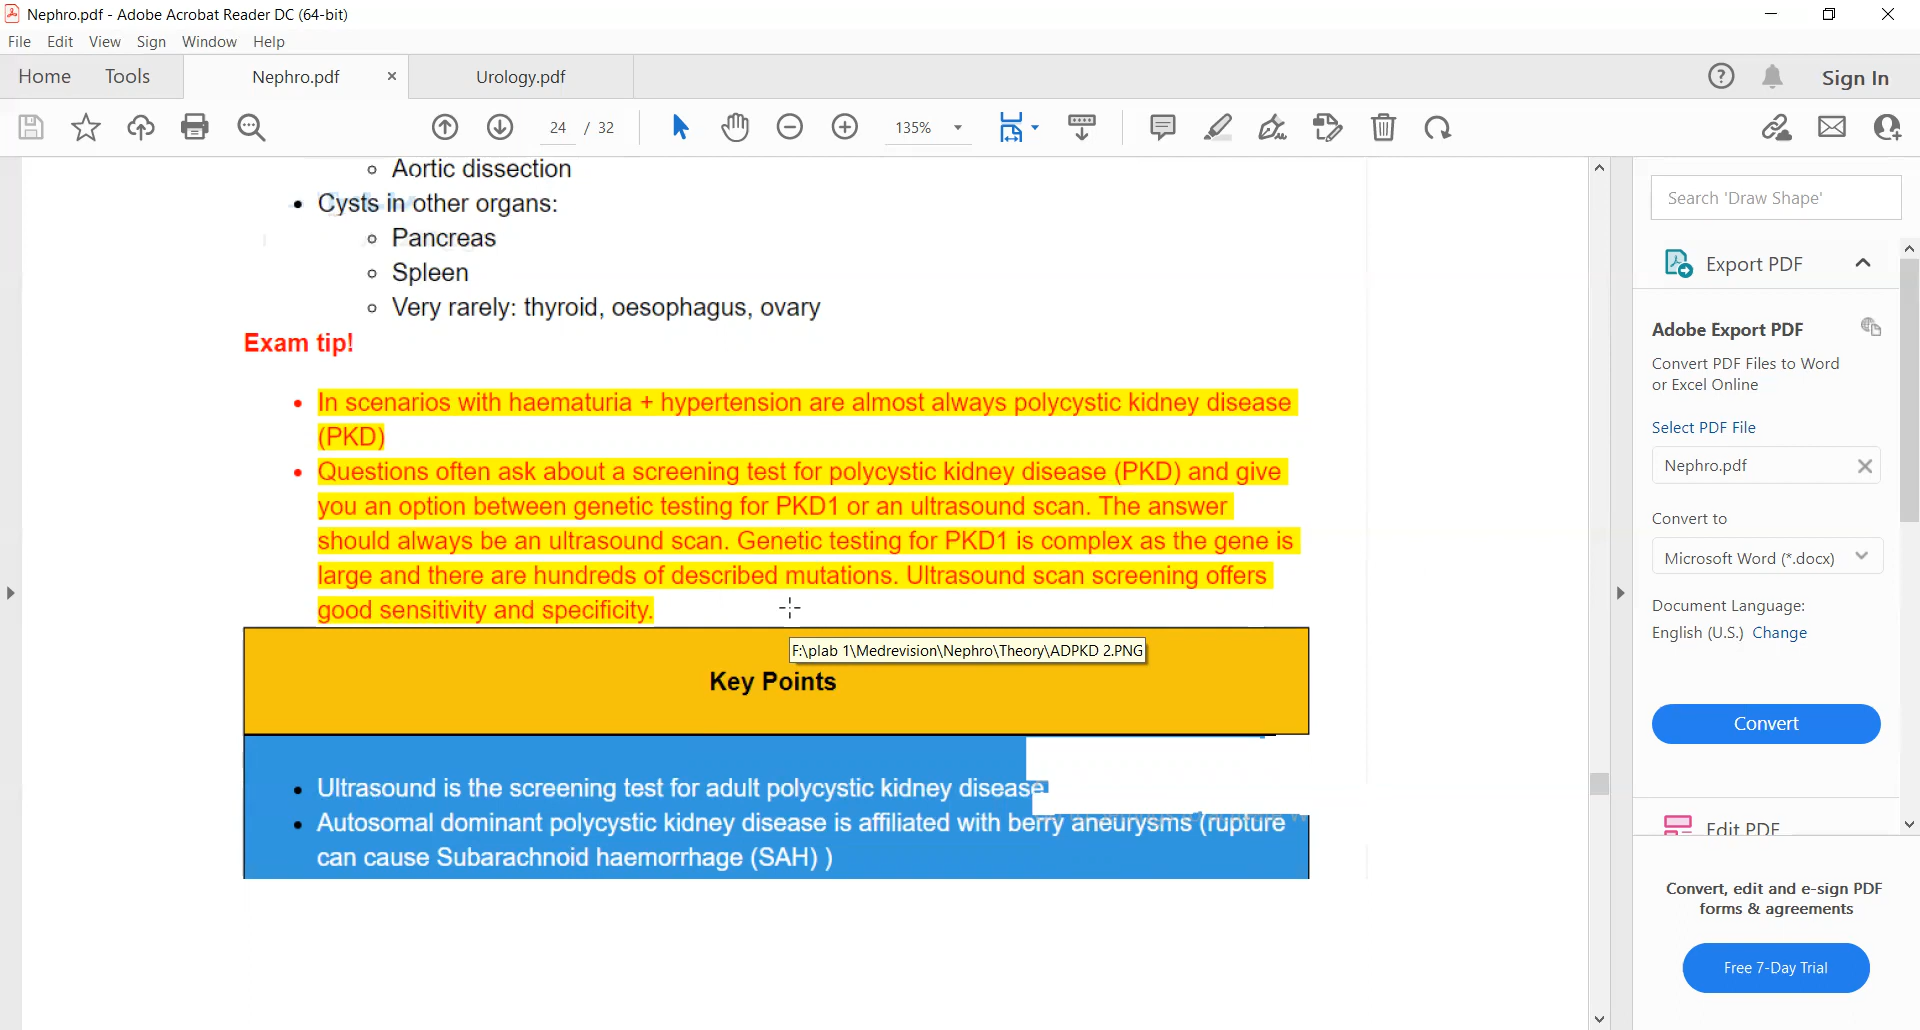 Nephro.pdf - Adobe Acrobat Reader DC (64-bit)
File Edit View Sign Window Help
Home Tools Nephro.pdf × Urology.pdf Sign In
24 / 32 135%
Aortic dissection
Cysts in other organs:
Pancreas
Spleen
Very rarely: thyroid, oesophagus, ovary
Exam tip!
In scenarios with haematuria + hypertension are almost always polycystic kidney disease
(PKD)
Questions often ask about a screening test for polycystic kidney disease (PKD) and give
you an option between genetic testing for PKD1 or an ultrasound scan. The answer
should always be an ultrasound scan. Genetic testing for PKD1 is complex as the gene is
large and there are hundreds of described mutations. Ultrasound scan screening offers
good sensitivity and specificity.
F:\plab 1\Medrevision\Nephro\Theory\ADPKD 2.PNG
Key Points
Ultrasound is the screening test for adult polycystic kidney disease
Autosomal dominant polycystic kidney disease is affiliated with berry aneurysms (rupture
can cause Subarachnoid haemorrhage (SAH) )
Search 'Draw Shape'
Export PDF
Adobe Export PDF
Convert PDF Files to Word
or Excel Online
Select PDF File
Nephro.pdf
Convert to
Microsoft Word (*.docx)
Document Language:
English (U.S.) Change
Convert
Edit PDF
Convert, edit and e-sign PDF
forms & agreements
Free 7-Day Trial